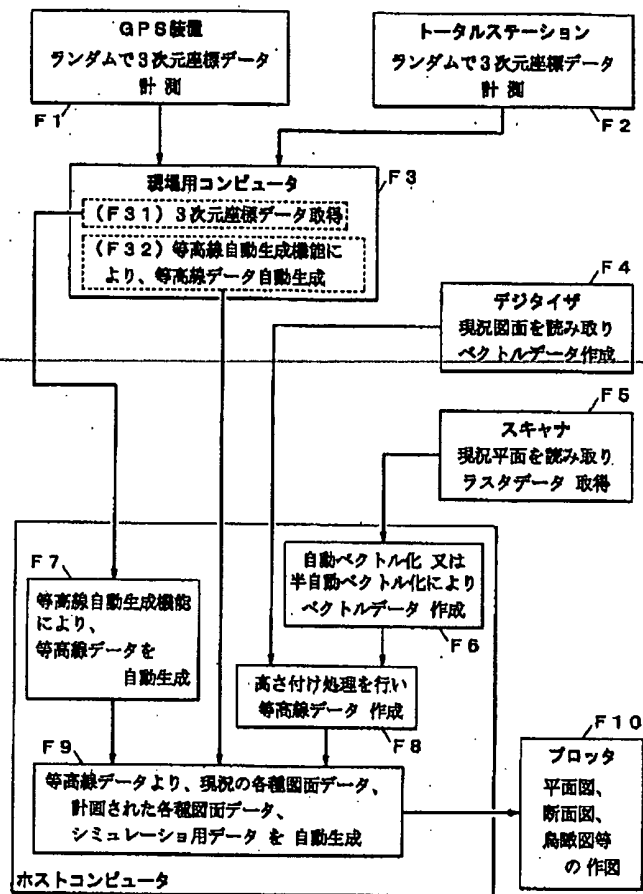 GPS装置
ランダムで3次元座標データ
計 測
F1
トータルステーション
ランダムで3次元座標データ
計 測
F2
現場用コンピュータ
F3
(F31)3次元座標データ取得
(F32)等高線自動生成機能に
より、等高線データ自動生成
F4
デジタイザ
現況図面を読み取り
ベクトルデータ作成
F5
スキャナ
現況平面を読み取り
ラスタデータ 取得
自動ベクトル化 又は
半自動ベクトル化により
ベクトルデータ 作成
F6
F7
等高線自動生成機能
により、
等高線データを
自動生成
高さ付け処理を行い
等高線データ 作成
F8
F9
等高線データより、現況の各種図面データ、
計画された各種図面データ、
シミュレーショ用データ を 自動生成
F10
プロッタ
平面図、
断面図、
鳥瞰図等
の 作図
ホストコンピュータ